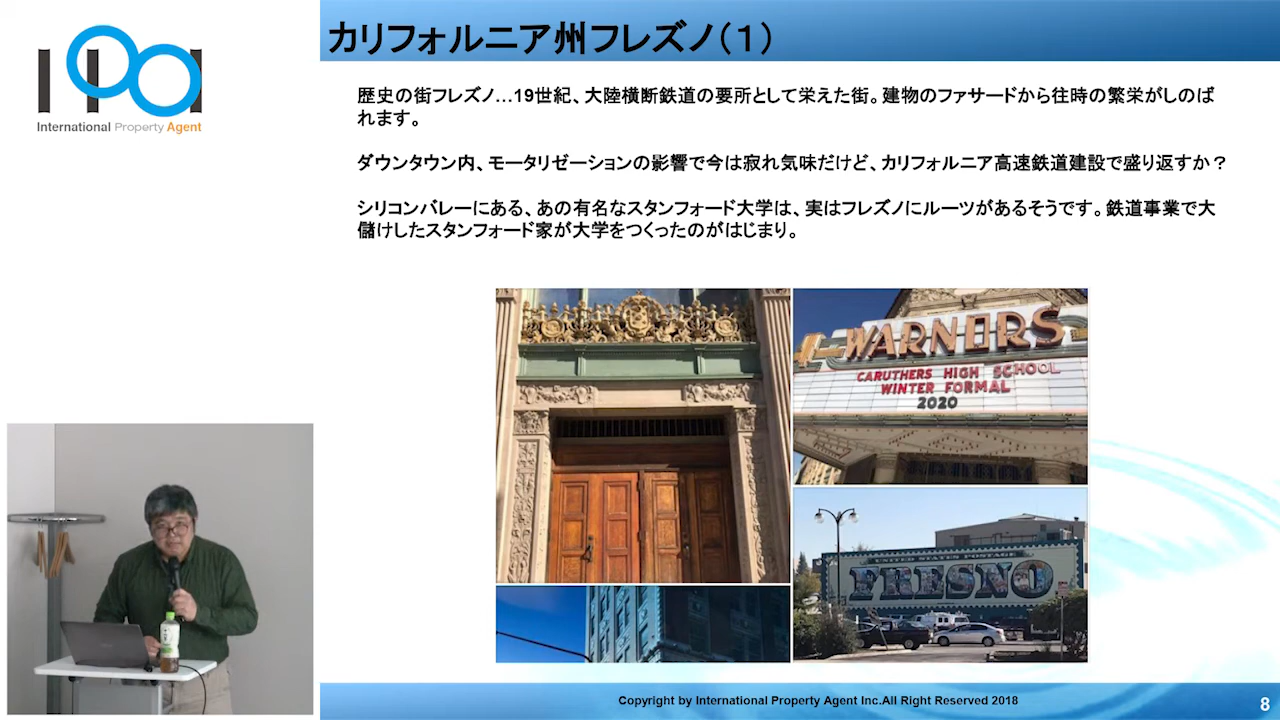 IPA
International Property Agent
カリフォルニア州フレズノ（１）
歴史の街フレズノ…19世紀、大陸横断鉄道の要所として栄えた街。建物のファサードから往時の繁栄がしのば
れます。
ダウンタウン内、モータリゼーションの影響で今は寂れ気味だけど、カリフォルニア高速鉄道建設で盛り返すか？
シリコンバレーにある、あの有名なスタンフォード大学は、実はフレズノにルーツがあるそうです。鉄道事業で大
儲けしたスタンフォード家が大学をつくったのがはじまり。
WARNORS
CARUTHERS HIGH SCHOOL
WINTER FORMAL
2020
UNITED STATES POSTAGE
FRESNO
Copyright by International Property Agent Inc.All Right Reserved 2018
8